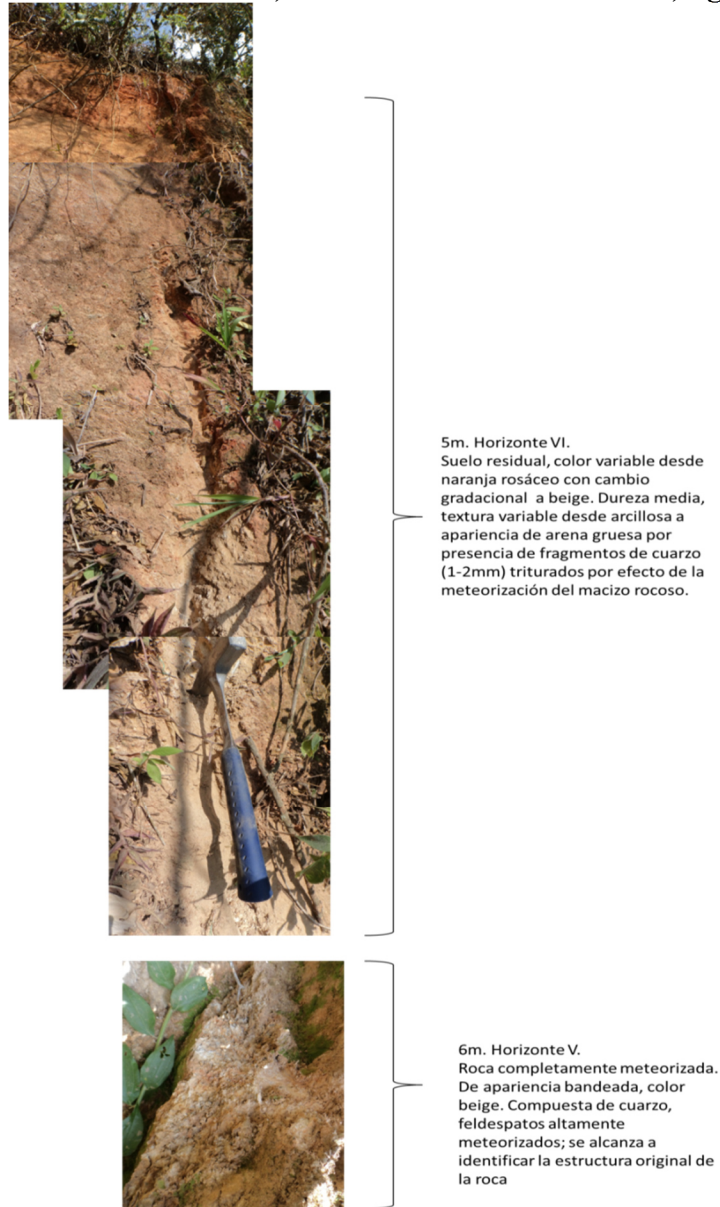 5m. Horizonte VI.
Suelo residual, color variable desde
naranja rosáceo con cambio
gradacional a beige. Dureza media,
textura variable desde arcillosa a
apariencia de arena gruesa por
presencia de fragmentos de cuarzo
(1-2mm) triturados por efecto de la
meteorización del macizo rocoso.
6m. Horizonte V.
Roca completamente meteorizada.
De apariencia bandeada, color
beige. Compuesta de cuarzo,
feldespatos altamente
meteorizados; se alcanza a
identificar la estructura original de
la roca